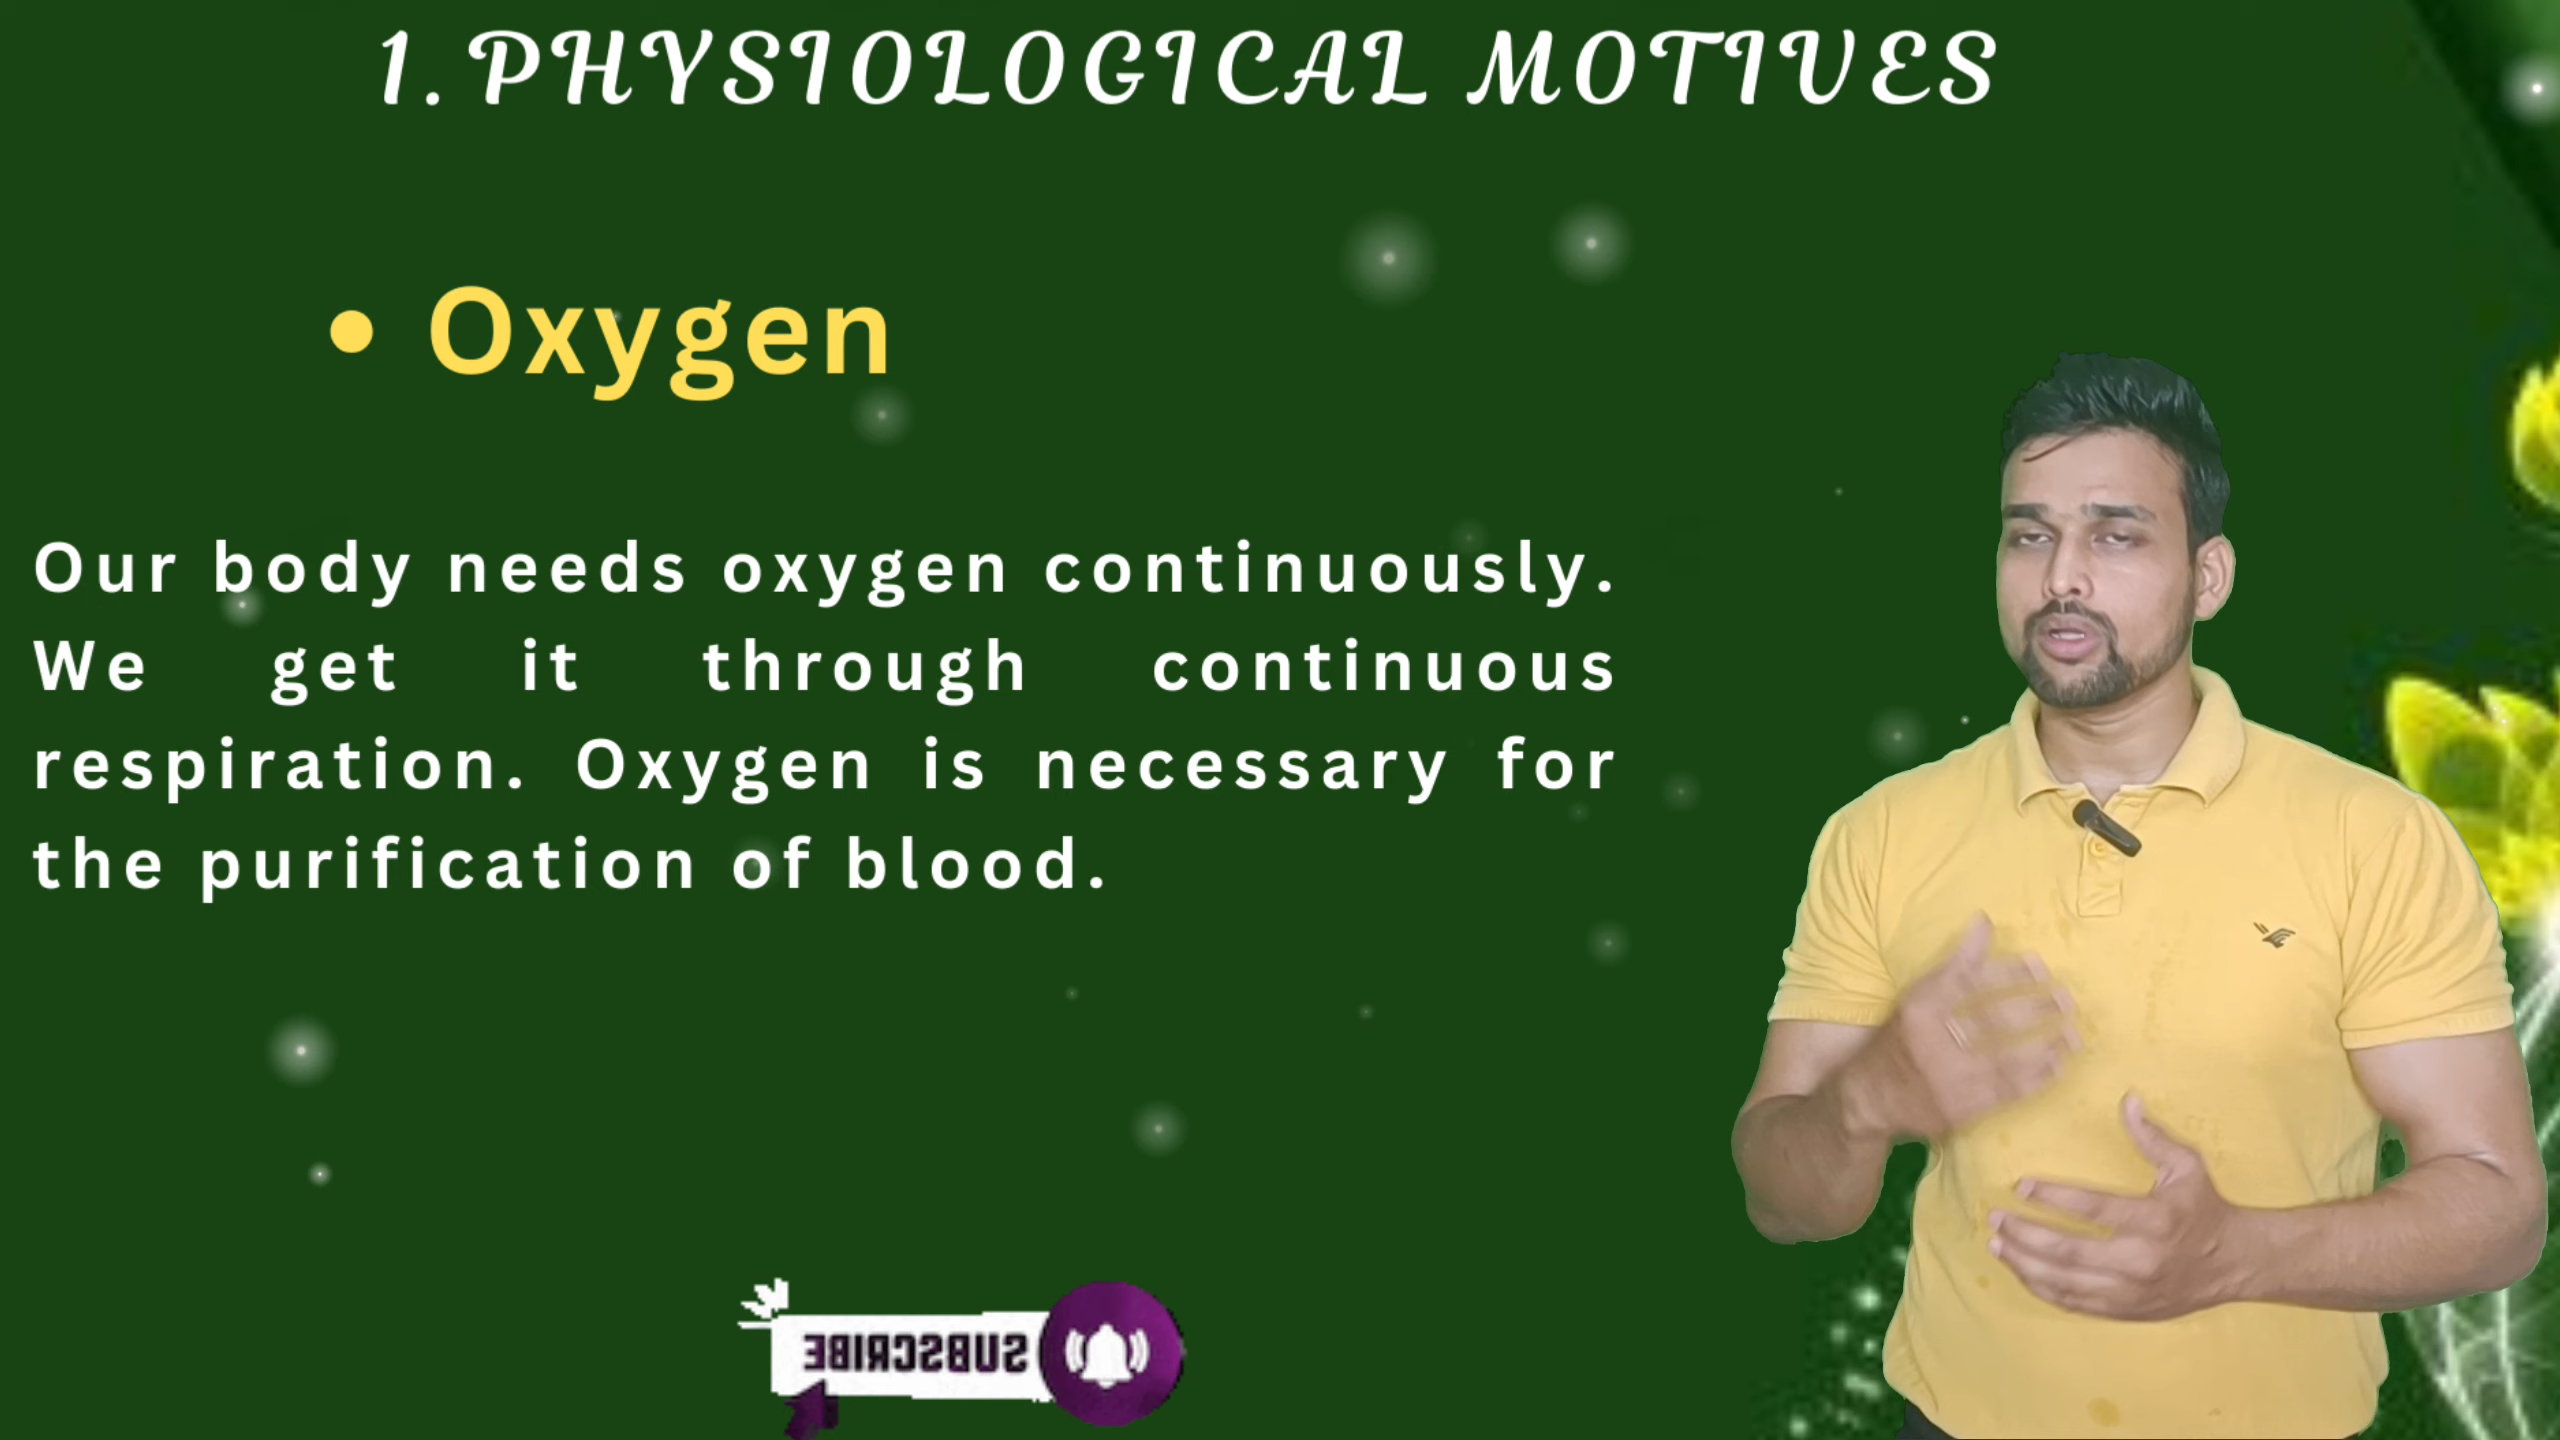 1. PHYSIOLOGICAL MOTIVES
• Oxygen
Our body needs oxygen continuously.
We get it through continuous
respiration. Oxygen is necessary for
the purification of blood.
SUBSCRIBE